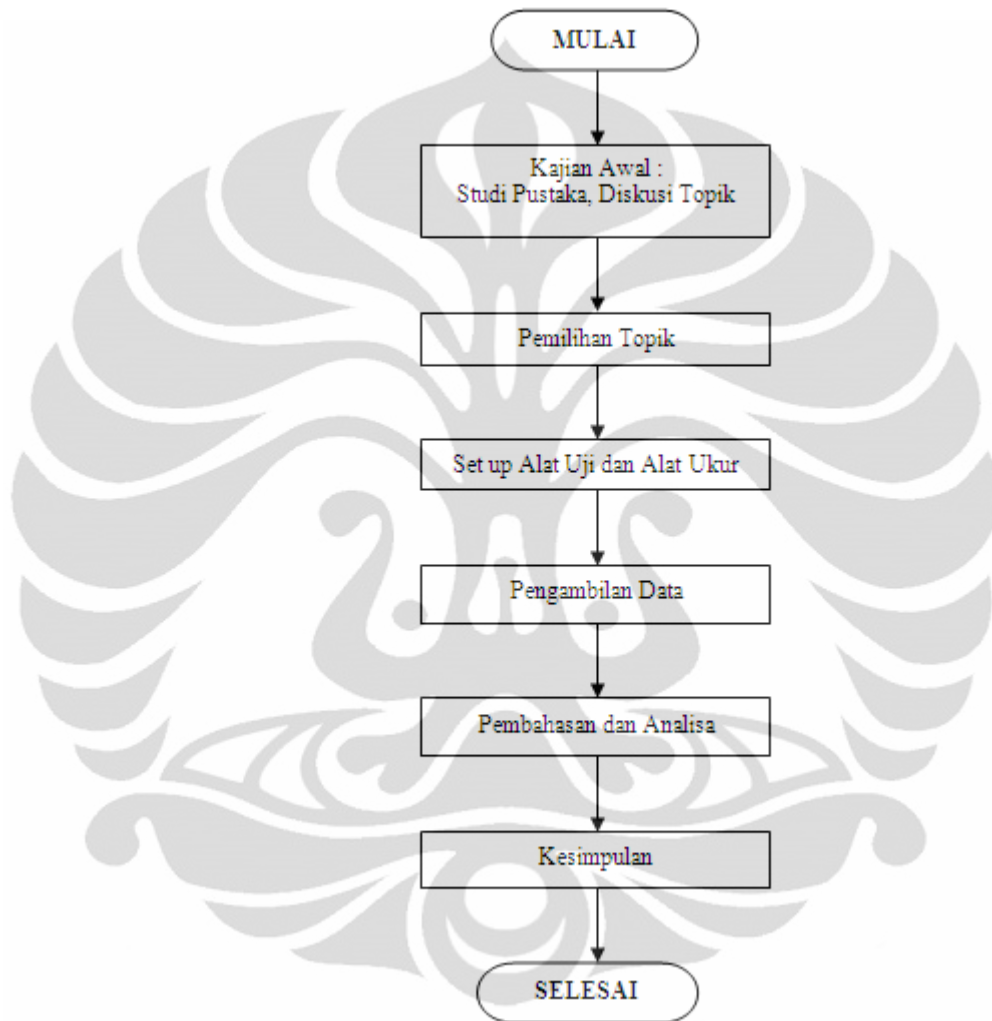 MULAI
Kajian Awal :
Studi Pustaka, Diskusi Topik
Pemilihan Topik
Set up Alat Uji dan Alat Ukur
Pengambilan Data
Pembahasan dan Analisa
Kesimpulan
SELESAI